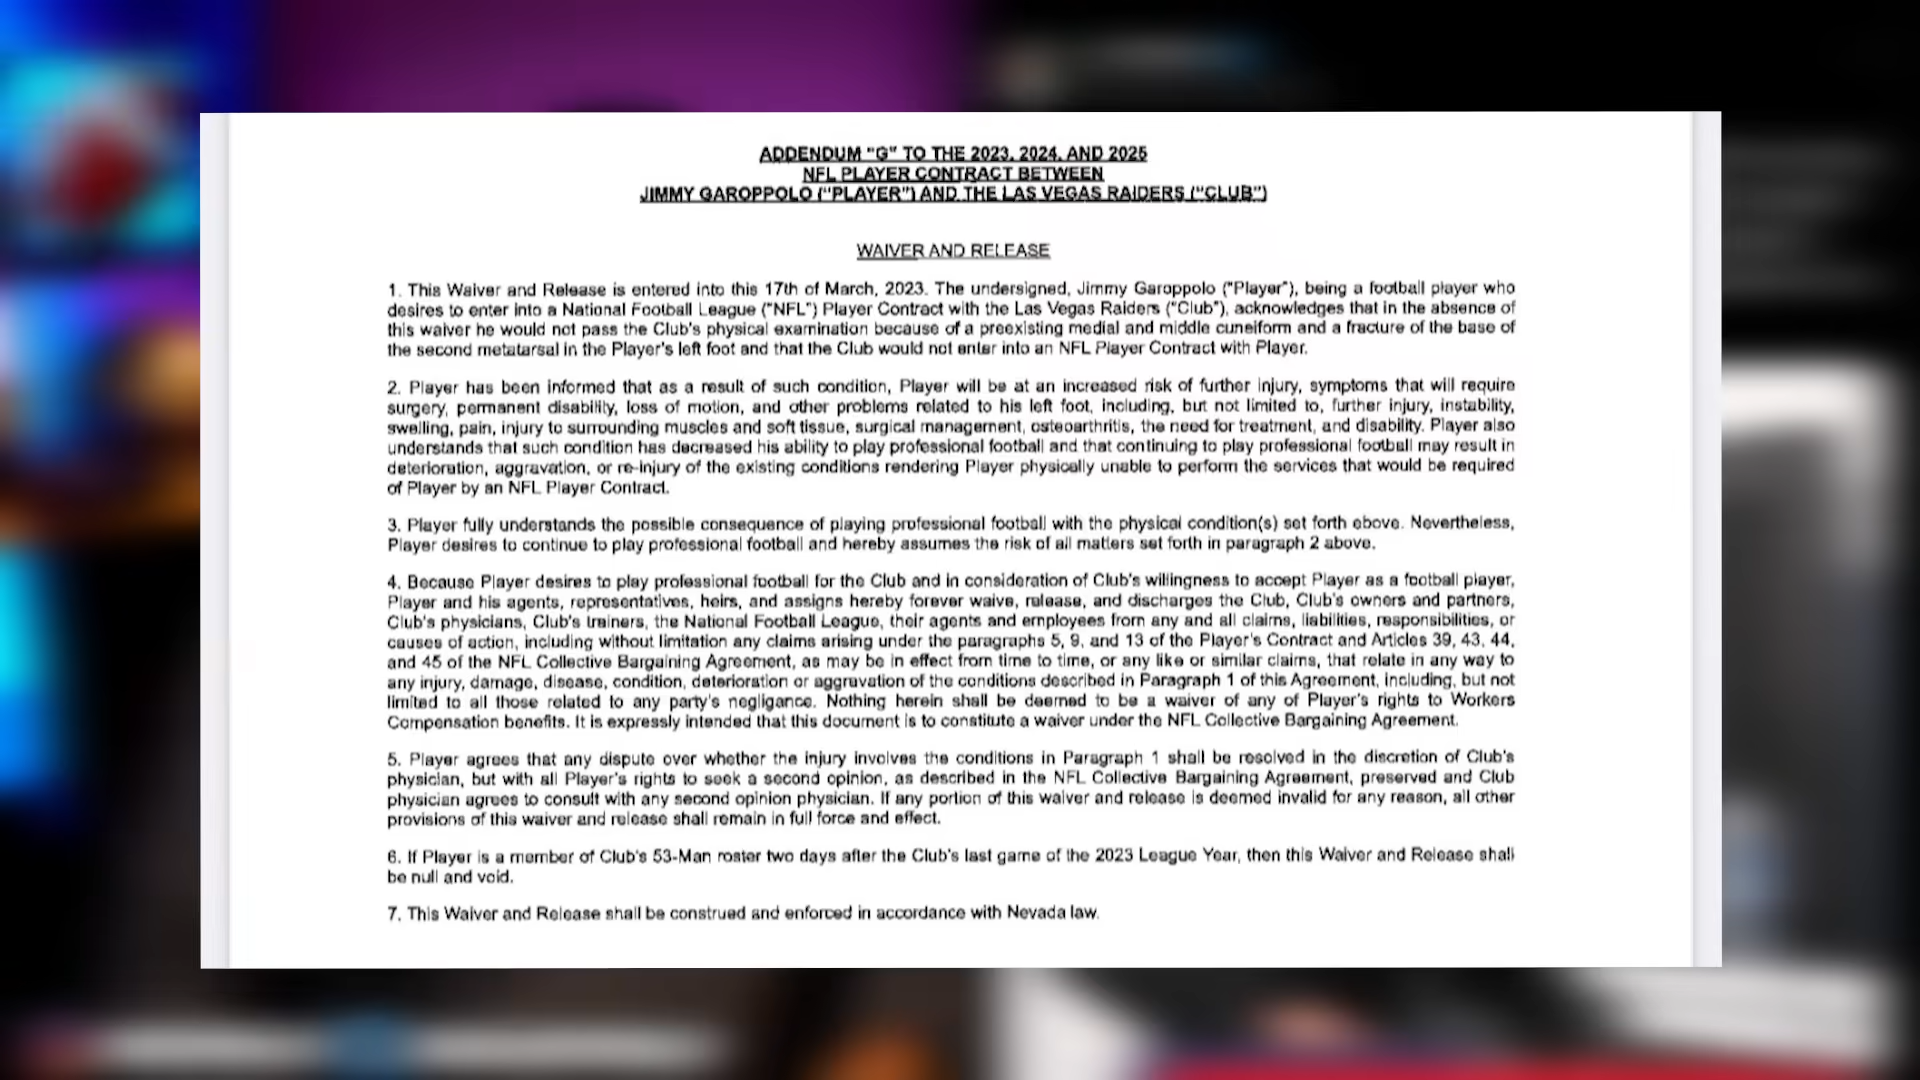 ADDENDUM "G" TO THE 2023, 2024, AND 2025
NFL PLAYER CONTRACT BETWEEN
JIMMY GAROPPOLO ("PLAYER") AND THE LAS VEGAS RAIDERS ("CLUB")
WAIVER AND RELEASE
1. This Waiver and Release is entered into this 17th of March, 2023. The undersigned, Jimmy Garoppolo ("Player"), being a football player who
desires to enter into a National Football League ("NFL") Player Contract with the Las Vegas Raiders ("Club"), acknowledges that in the absence of
this waiver he would not pass the Club's physical examination because of a preexisting medial and middle cuneiform and a fracture of the base of
the second metatarsal in the Player's left foot and that the Club would not enter into an NFL Player Contract with Player.
2. Player has been informed that as a result of such condition, Player will be at an increased risk of further injury, symptoms that will require
surgery, permanent disability, loss of motion, and other problems related to his left foot, including, but not limited to, further injury, instability,
swelling, pain, injury to surrounding muscles and soft tissue, surgical management, osteoarthritis, the need for treatment, and disability. Player also
understands that such condition has decreased his ability to play professional football and that continuing to play professional football may result in
deterioration, aggravation, or re-injury of the existing conditions rendering Player physically unable to perform the services that would be required
of Player by an NFL Player Contract.
3. Player fully understands the possible consequence of playing professional football with the physical condition(s) set forth above. Nevertheless,
Player desires to continue to play professional football and hereby assumes the risk of all matters set forth in paragraph 2 above.
4. Because Player desires to play professional football for the Club and in consideration of Club's willingness to accept Player as a football player,
Player and his agents, representatives, heirs, and assigns hereby forever waive, release, and discharges the Club, Club's owners and partners,
Club's physicians, Club's trainers, the National Football League, their agents and employees from any and all claims, liabilities, responsibilities, or
causes of action, including without limitation any claims arising under the paragraphs 5, 9, and 13 of the Player's Contract and Articles 39, 43, 44,
and 45 of the NFL Collective Bargaining Agreement, as may be in effect from time to time, or any like or similar claims, that relate in any way to
any injury, damage, disease, condition, deterioration or aggravation of the conditions described in Paragraph 1 of this Agreement, including, but not
limited to all those related to any party's negligance. Nothing herein shall be deemed to be a waiver of any of Player's rights to Workers
Compensation benefits. It is expressly intended that this document is to constitute a waiver under the NFL Collective Bargaining Agreement.
5. Player agrees that any dispute over whether the injury involves the conditions in Paragraph 1 shall be resolved in the discretion of Club's
physician, but with all Player's rights to seek a second opinion, as described in the NFL Collective Bargaining Agreement, preserved and Club
physician agrees to consult with any second opinion physician. If any portion of this waiver and release is deemed invalid for any reason, all other
provisions of this waiver and release shall remain in full force and effect.
6. If Player is a member of Club's 53-Man roster two days after the Club's last game of the 2023 League Year, then this Waiver and Release shall
be null and void.
7. This Waiver and Release shall be construed and enforced in accordance with Nevada law.